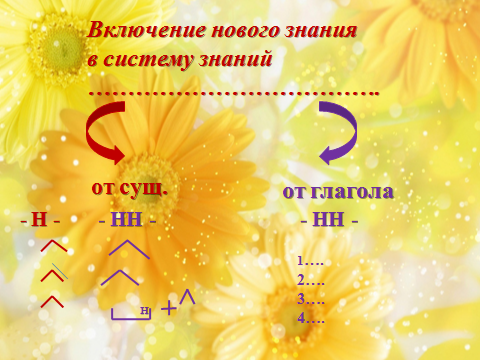 Включение нового знания
в систему знаний
………………………………..
от сущ. от глагола
- Н - - НН - - НН -
1….
2….
3….
н +
4….